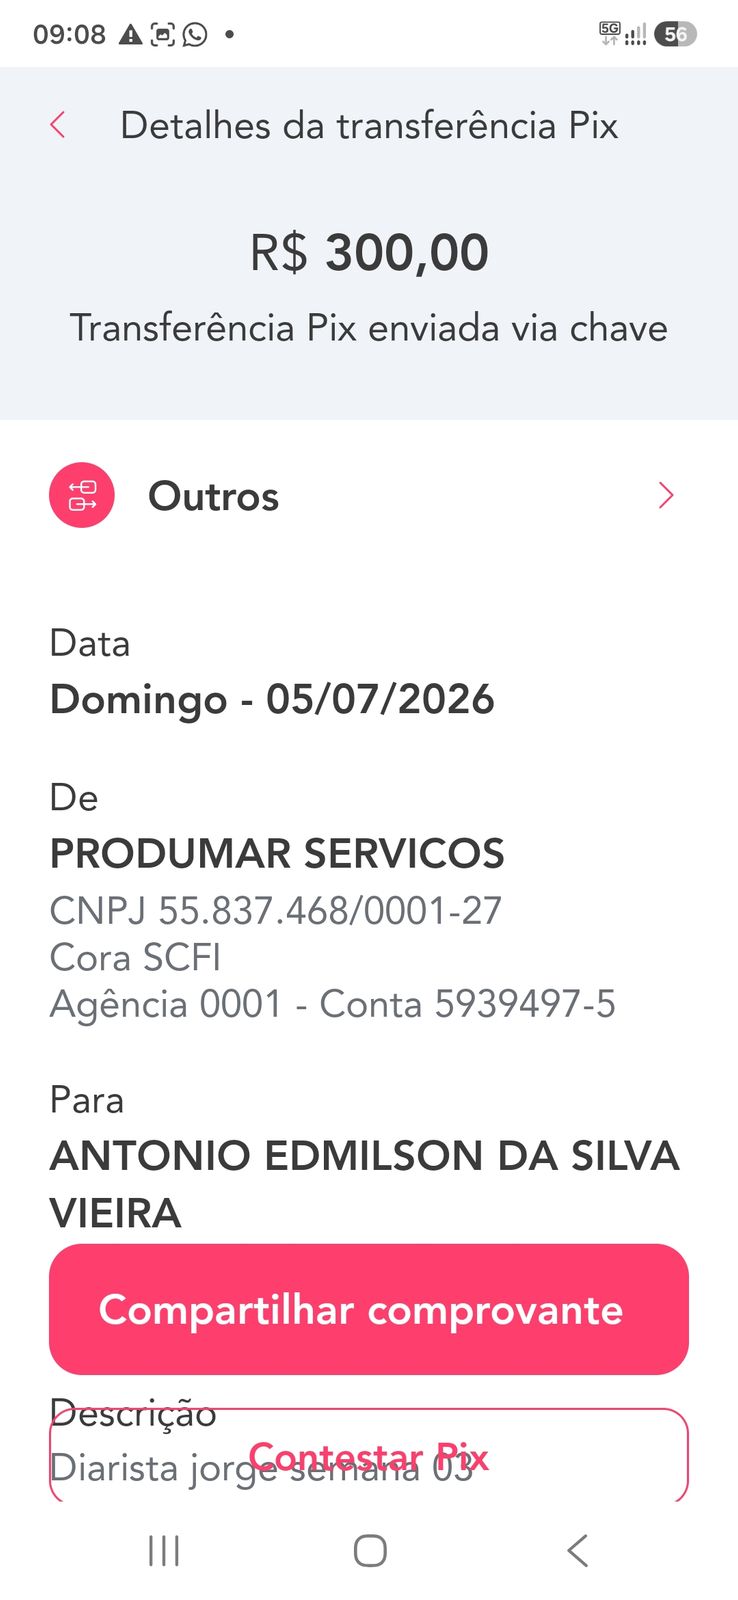 09:08
5G
56
Detalhes da transferência Pix
R$ 300,00
Transferência Pix enviada via chave
Outros
Data
Domingo - 05/07/2026
De
PRODUMAR SERVICOS
CNPJ 55.837.468/0001-27
Cora SCFI
Agência 0001 - Conta 5939497-5
Para
ANTONIO EDMILSON DA SILVA
VIEIRA
Compartilhar comprovante
Descrição
Contestar Pix
Diarista jorge semana 03